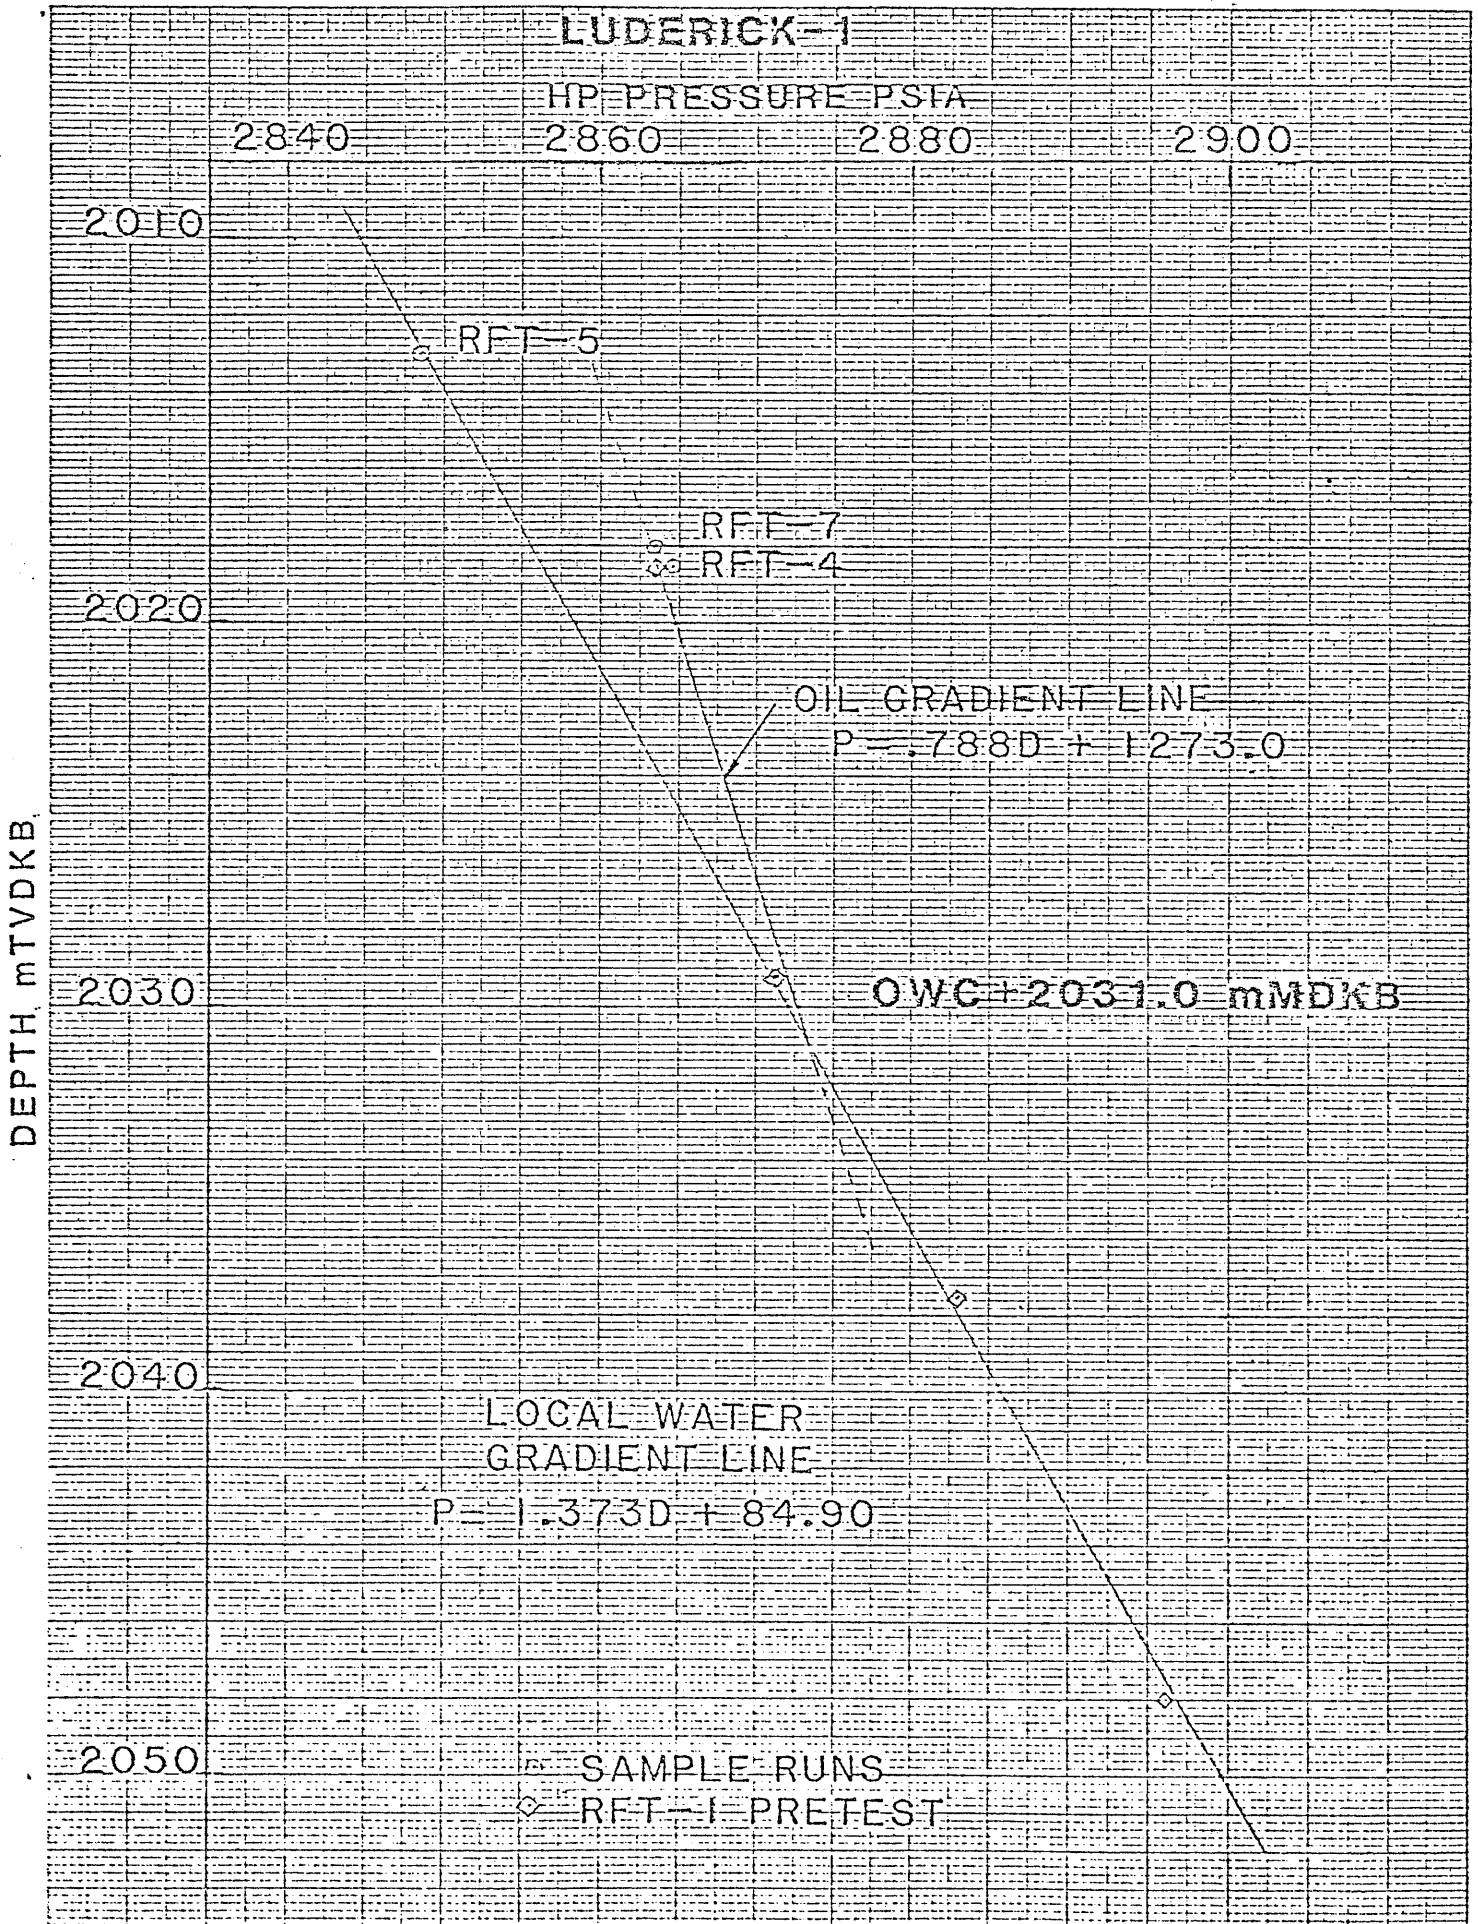 LUDERICK-1
HP PRESSURE PSIA
2840 2860 2880 2900
2010
RFT-5
RFT-7
RFT-4
2020
OIL GRADIENT LINE
P=.788D + 1273.0
DEPTH, mTVDKB.
2030
OWC +2031.0 mMDKB
2040
LOCAL WATER
GRADIENT LINE
P= 1.373D + 84.90
2050
SAMPLE RUNS
RFT-1 PRETEST